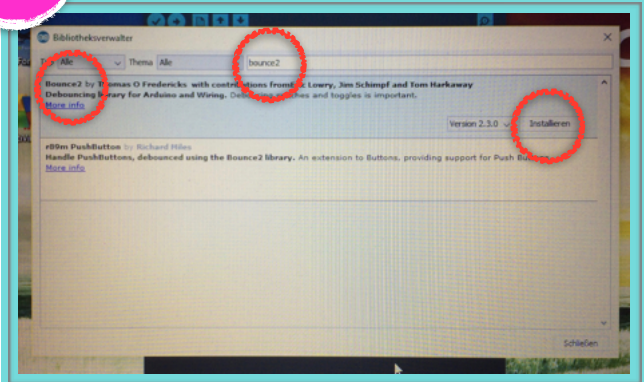 Bibliotheksverwalter
Alle Thema Alle bounce2
Bounce2 by Thomas O Fredericks with contributions from Lowry, Jim Schimpf and Tom Harkaway
Debouncing library for Arduino and Wiring. Debouncing switches and toggles is important.
More info
Version 2.3.0 Installieren
r89m PushButton by Richard Miles
Handle PushButtons, debounced using the Bounce2 library. An extension to Buttons, providing support for Push
More info
Schließen